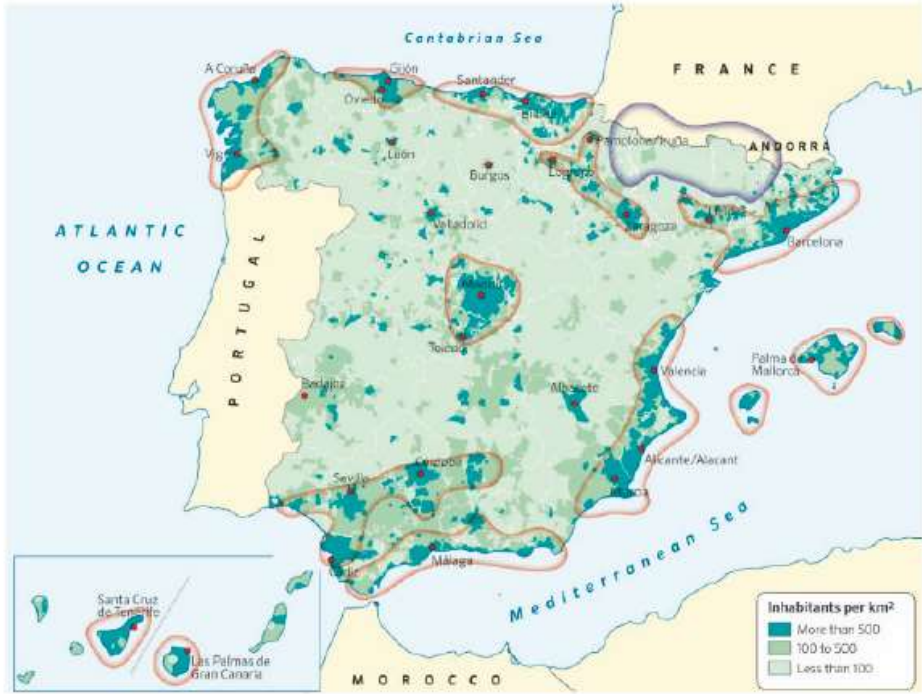 Cantabrian Sea
FRANCE
A Coruña
Gijón
Santander
Oviedo
Bilbao
Pamplona/Iruña
ANDORRA
León
Logroño
Burgos
Vigo
Valladolid
Zaragoza
Barcelona
ATLANTIC
OCEAN
PORTUGAL
Madrid
Toledo
Palma de
Mallorca
Valencia
Badajoz
Albacete
Alicante/Alacant
Córdoba
Sevilla
Mediterranean Sea
Málaga
Cádiz
Santa Cruz
de Tenerife
Las Palmas de
Gran Canaria
MOROCCO
Inhabitants per km²
More than 500
100 to 500
Less than 100